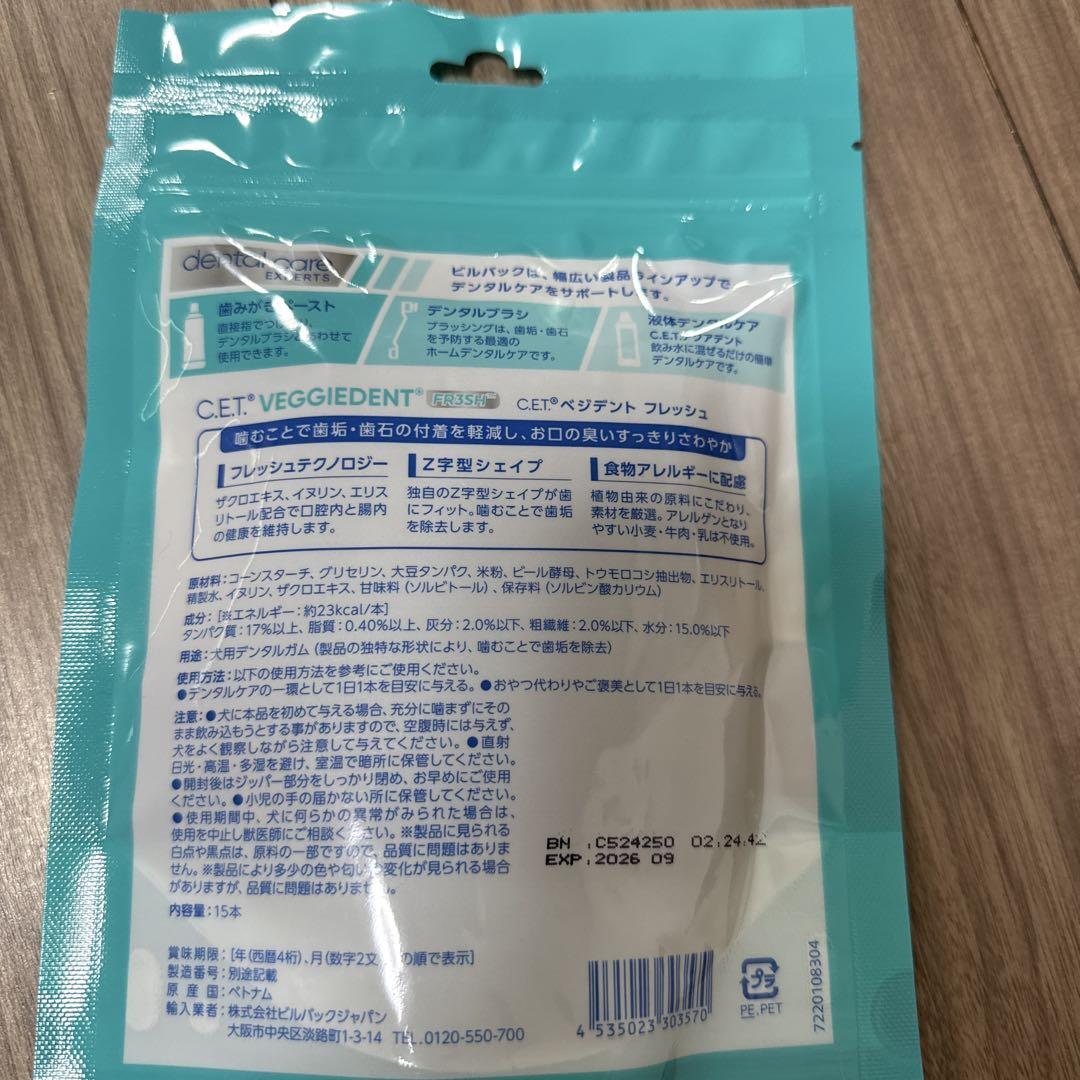 dental care
EXPERTS
ビルバックは、幅広い製品ラインアップで
デンタルケアをサポートします。
歯みがきペースト
直接指でつけたり、
デンタルブラシとあわせて
使用できます。
デンタルブラシ
ブラッシングは、歯垢・歯石
を予防する最適の
ホームデンタルケアです。
液体デンタルケア
C.E.T.アクアデント
飲み水に混ぜるだけの簡単
デンタルケアです。
C.E.T.® VEGGIEDENT® FR3SH™ C.E.T.®ベジデント フレッシュ
噛むことで歯垢・歯石の付着を軽減し、お口の臭いすっきりさわやか
フレッシュテクノロジー
ザクロエキス、イヌリン、エリス
リトール配合で口腔内と腸内
の健康を維持します。
Z字型シェイプ
独自のZ字型シェイプが歯
にフィット。噛むことで歯垢
を除去します。
食物アレルギーに配慮
植物由来の原料にこだわり、
素材を厳選。アレルゲンとなり
やすい小麦・牛肉・乳は不使用。
原材料：コーンスターチ、グリセリン、大豆タンパク、米粉、ビール酵母、トウモロコシ抽出物、エリスリトール、
精製水、イヌリン、ザクロエキス、甘味料（ソルビトール）、保存料（ソルビン酸カリウム）
成分：[※エネルギー：約23kcal/本]
タンパク質：17%以上、脂質：0.40%以上、灰分：2.0%以下、粗繊維：2.0%以下、水分：15.0%以下
用途：犬用デンタルガム（製品の独特な形状により、噛むことで歯垢を除去）
使用方法：以下の使用方法を参考にご使用ください。
●デンタルケアの一環として1日1本を目安に与える。●おやつ代わりやご褒美として1日1本を目安に与える。
注意：●犬に本品を初めて与える場合、充分に噛まずにその
まま飲み込もうとする事がありますので、空腹時には与えず、
犬をよく観察しながら注意して与えてください。●直射
日光・高温・多湿を避け、室温で暗所に保管してください。
●開封後はジッパー部分をしっかり閉め、お早めにご使用
ください。●小児の手の届かない所に保管してください。
●使用期間中、犬に何らかの異常がみられた場合は、
使用を中止し獣医師にご相談ください。※製品に見られる
白点や黒点は、原料の一部ですので、品質に問題はありま
せん。※製品により多少の色や匂いの変化が見られる場合
がありますが、品質に問題はありません。
内容量：15本
BN :C524250 02:24:42
EXP:2026 09
賞味期限：[年(西暦4桁)、月(数字2文字)の順で表示]
製造番号：別途記載
原産国：ベトナム
輸入業者：株式会社ビルバックジャパン
大阪市中央区淡路町1-3-14 TEL.0120-550-700
4 535023 303570
プラ
PE,PET
7220108304